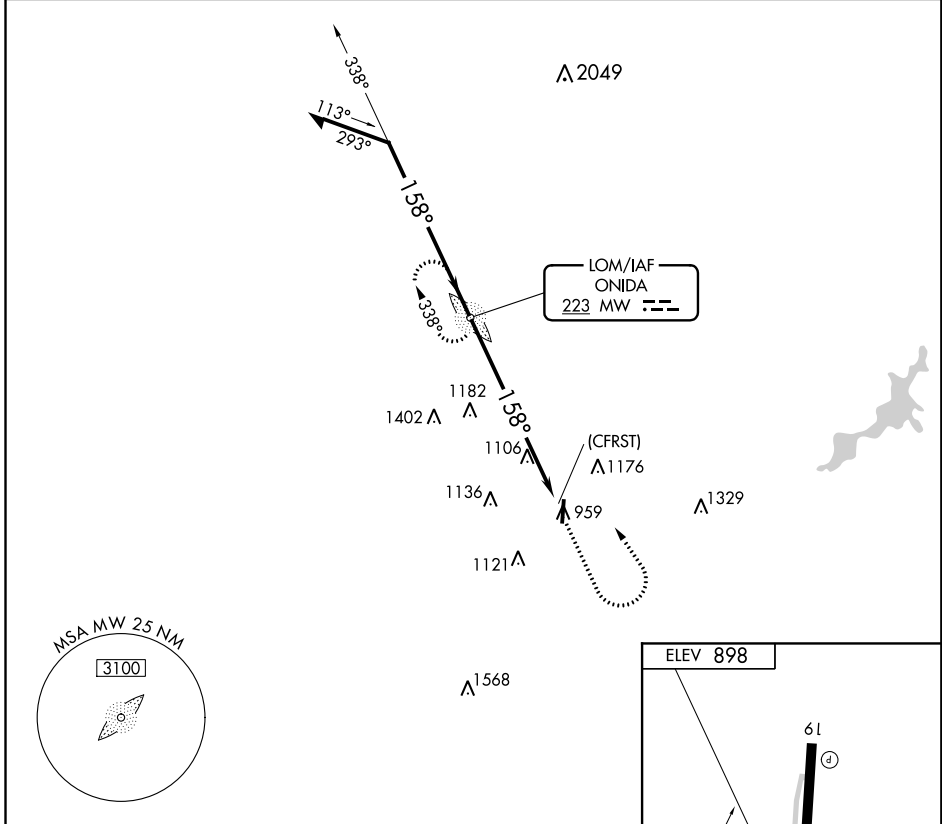 338°
2049
113°
293°
158°
LOM/IAF
ONIDA
223 MW
338°
1182
1402
158°
(CFRST)
1106
1176
1136
1329
959
1121
MSA MW 25 NM
3100
1568
ELEV 898
19
P